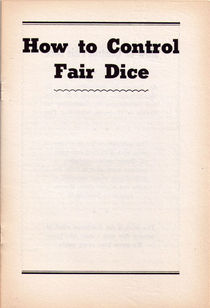 How to Control
Fair Dice